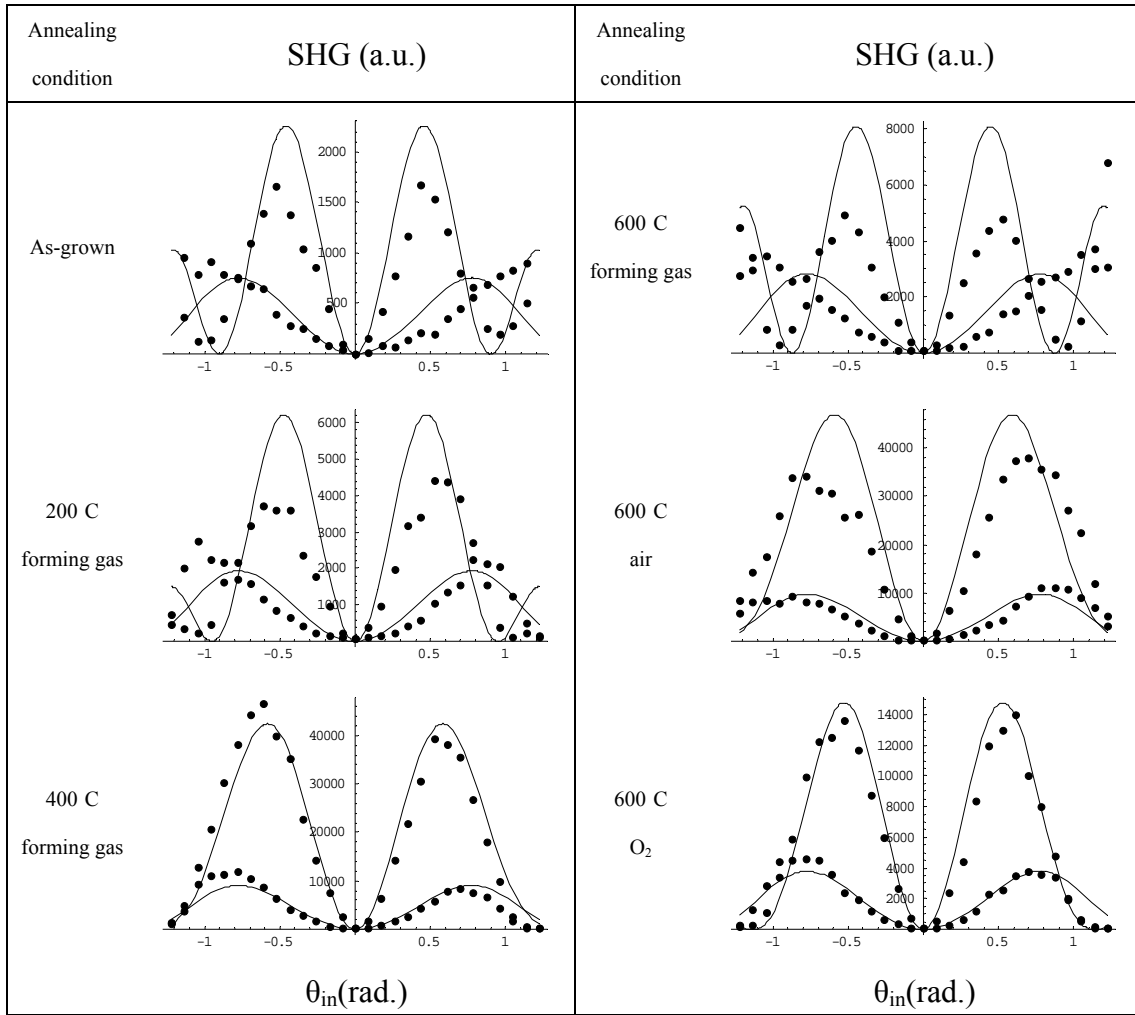 Annealing
condition
SHG (a.u.)
Annealing
condition
SHG (a.u.)
As-grown
2000
1500
1000
500
-1
-0.5
0.5
1
600 C
forming gas
8000
6000
4000
2000
-1
-0.5
0.5
1
200 C
forming gas
6000
5000
4000
3000
2000
1000
-1
-0.5
0.5
1
600 C
air
40000
30000
20000
10000
-1
-0.5
0.5
1
400 C
forming gas
40000
30000
20000
10000
-1
-0.5
0.5
1
600 C
O₂
14000
12000
10000
8000
6000
4000
2000
-1
-0.5
0.5
1
θin(rad.)
θin(rad.)